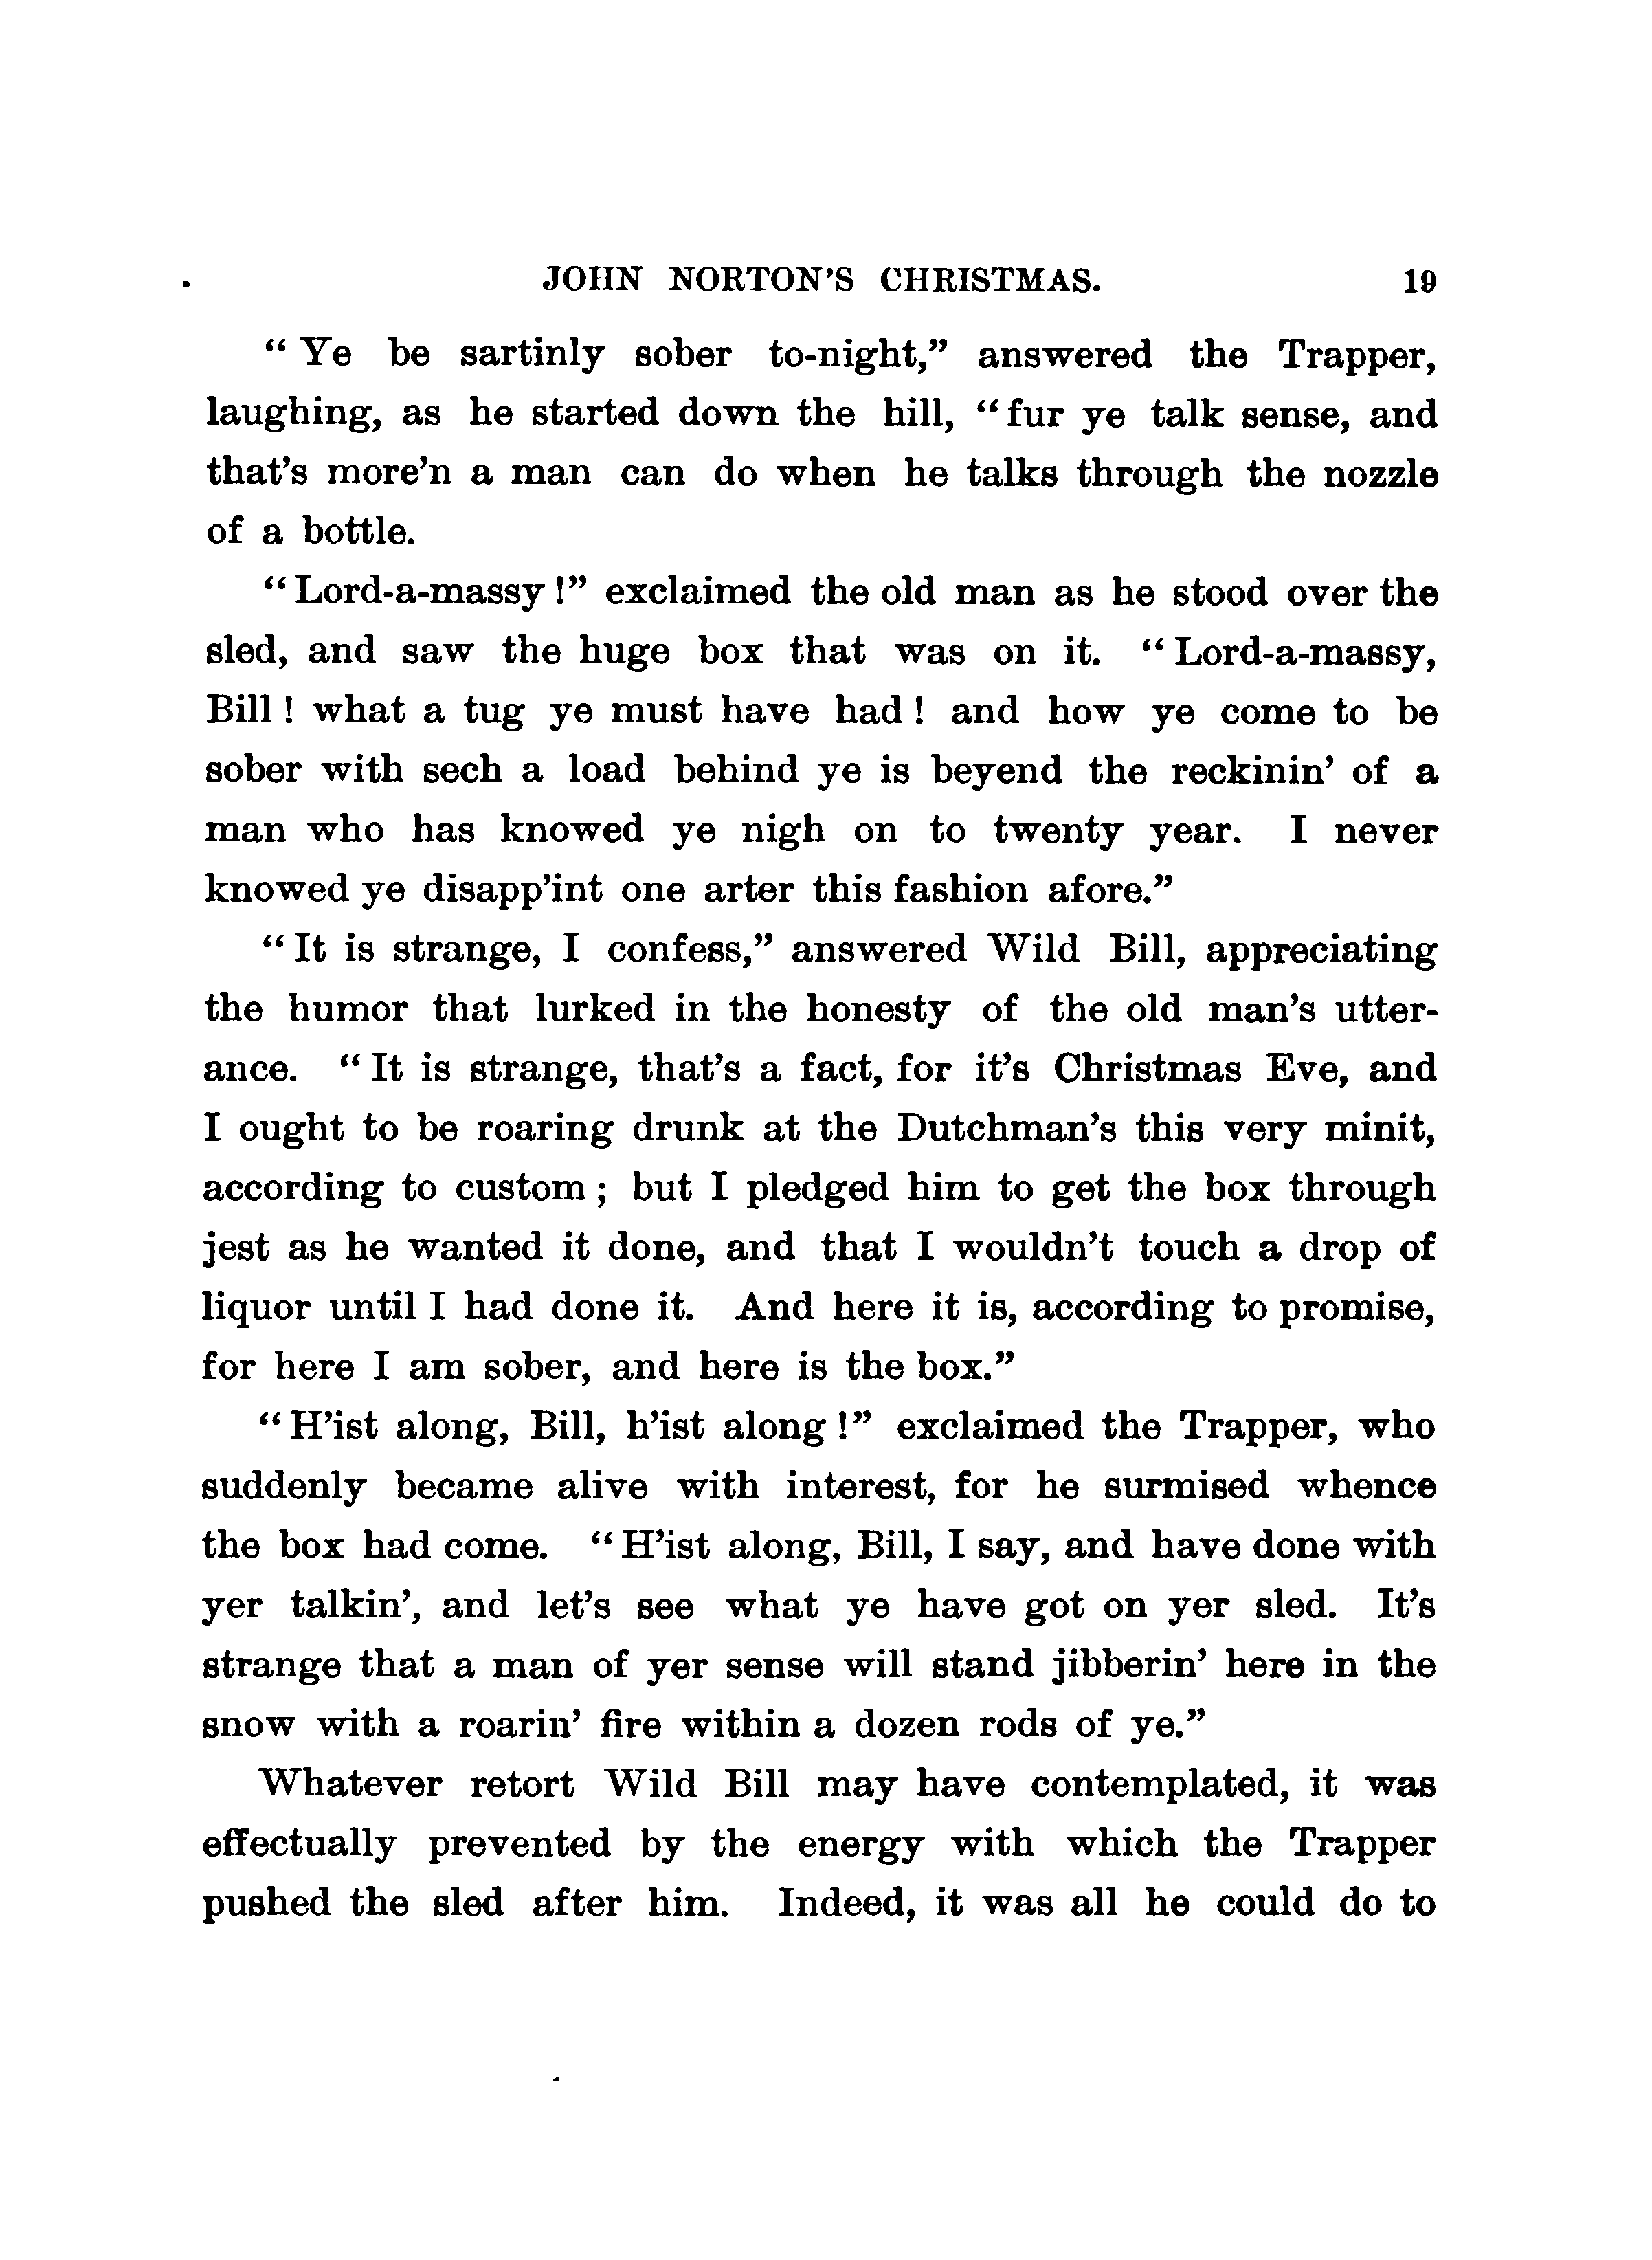 JOHN NORTON'S CHRISTMAS. 19
“Ye be sartinly sober to-night,” answered the Trapper,
laughing, as he started down the hill, “fur ye talk sense, and
that’s more’n a man can do when he talks through the nozzle
of a bottle.
“Lord-a-massy!” exclaimed the old man as he stood over the
sled, and saw the huge box that was on it. “Lord-a-massy,
Bill! what a tug ye must have had! and how ye come to be
sober with sech a load behind ye is beyend the reckinin’ of a
man who has knowed ye nigh on to twenty year. I never
knowed ye disapp’int one arter this fashion afore.”
“It is strange, I confess,” answered Wild Bill, appreciating
the humor that lurked in the honesty of the old man’s utter-
ance. “It is strange, that’s a fact, for it’s Christmas Eve, and
I ought to be roaring drunk at the Dutchman’s this very minit,
according to custom; but I pledged him to get the box through
jest as he wanted it done, and that I wouldn’t touch a drop of
liquor until I had done it. And here it is, according to promise,
for here I am sober, and here is the box.”
“H’ist along, Bill, h’ist along!” exclaimed the Trapper, who
suddenly became alive with interest, for he surmised whence
the box had come. “H’ist along, Bill, I say, and have done with
yer talkin’, and let’s see what ye have got on yer sled. It’s
strange that a man of yer sense will stand jibberin’ here in the
snow with a roarin’ fire within a dozen rods of ye.”
Whatever retort Wild Bill may have contemplated, it was
effectually prevented by the energy with which the Trapper
pushed the sled after him. Indeed, it was all he could do to